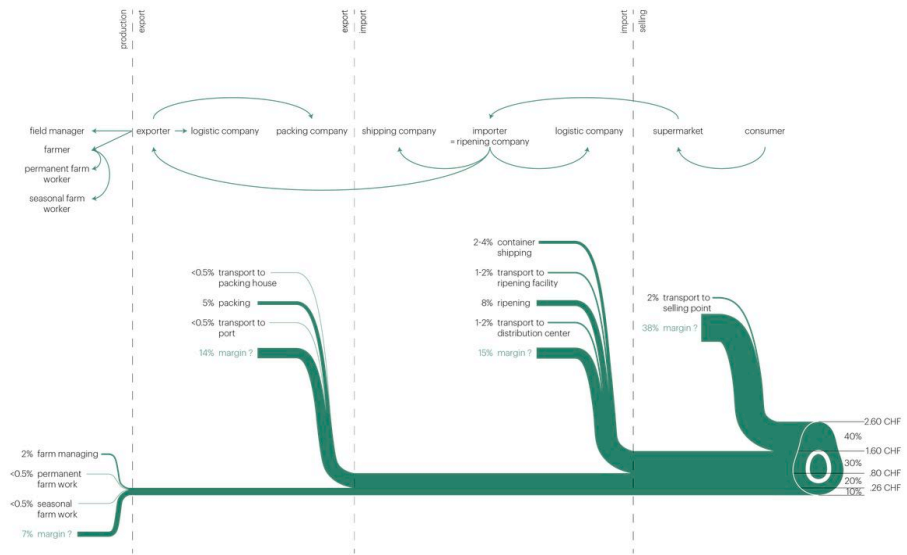 production
export
export
import
import
selling
field manager
exporter
logistic company
packing company
shipping company
importer
= ripening company
logistic company
supermarket
consumer
farmer
permanent farm
worker
seasonal farm
worker
<0.5% transport to
packing house
5% packing
<0.5% transport to
port
14% margin ?
2-4% container
shipping
1-2% transport to
ripening facility
8% ripening
1-2% transport to
distribution center
15% margin ?
2% transport to
selling point
38% margin ?
2% farm managing
<0.5% permanent
farm work
<0.5% seasonal
farm work
7% margin ?
2.60 CHF
40%
1.60 CHF
30%
.80 CHF
20%
.26 CHF
10%